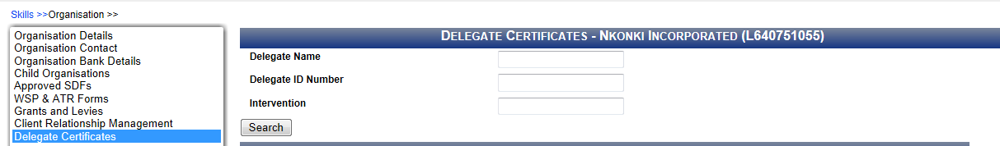 Skills >>Organisation >>
Organisation Details
Organisation Contact
Organisation Bank Details
Child Organisations
Approved SDFs
WSP & ATR Forms
Grants and Levies
Client Relationship Management
Delegate Certificates
DELEGATE CERTIFICATES - NKONKI INCORPORATED (L640751055)
Delegate Name
Delegate ID Number
Intervention
Search